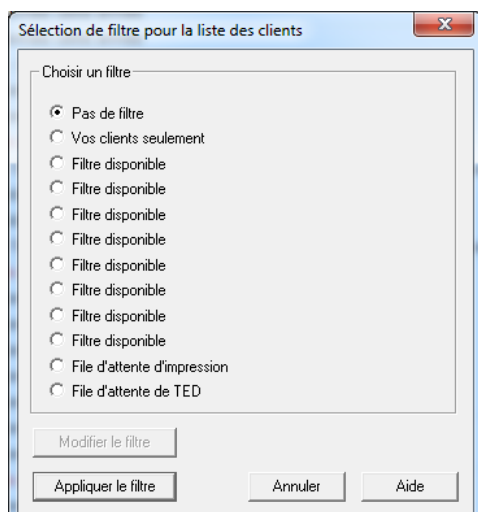 Sélection de filtre pour la liste des clients
Choisir un filtre
Pas de filtre
Vos clients seulement
Filtre disponible
Filtre disponible
Filtre disponible
Filtre disponible
Filtre disponible
Filtre disponible
Filtre disponible
Filtre disponible
File d'attente d'impression
File d'attente de TED
Modifier le filtre
Appliquer le filtre Annuler Aide